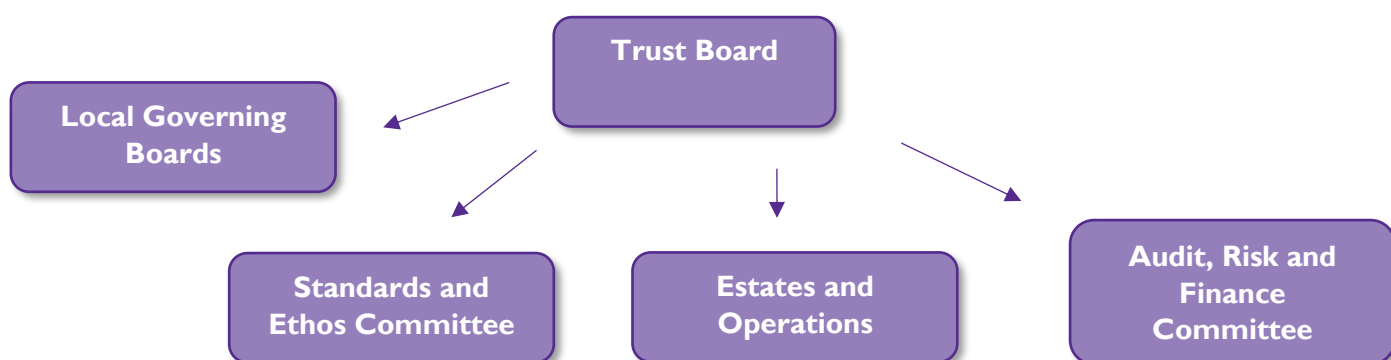 Trust Board
Local Governing
Boards
Standards and
Ethos Committee
Estates and
Operations
Audit, Risk and
Finance
Committee